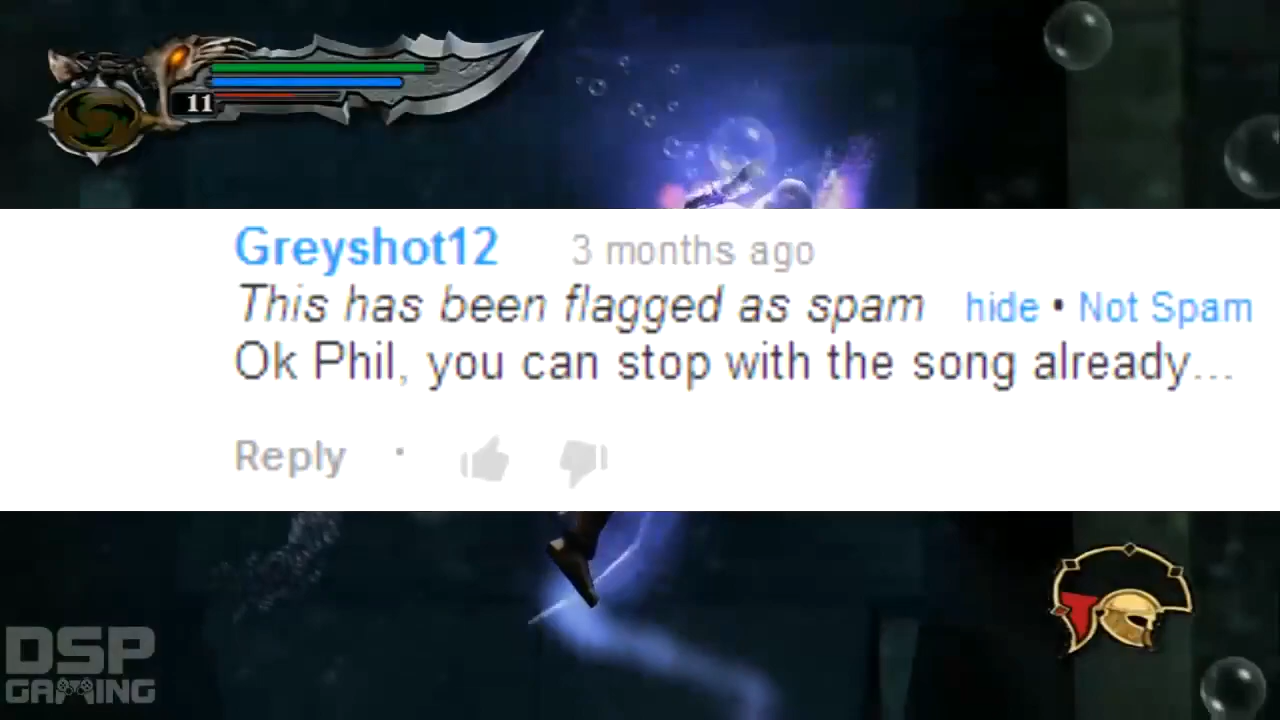 11
Greyshot12 3 months ago
This has been flagged as spam hide • Not Spam
Ok Phil, you can stop with the song already...
Reply ·
DSP
GAMING